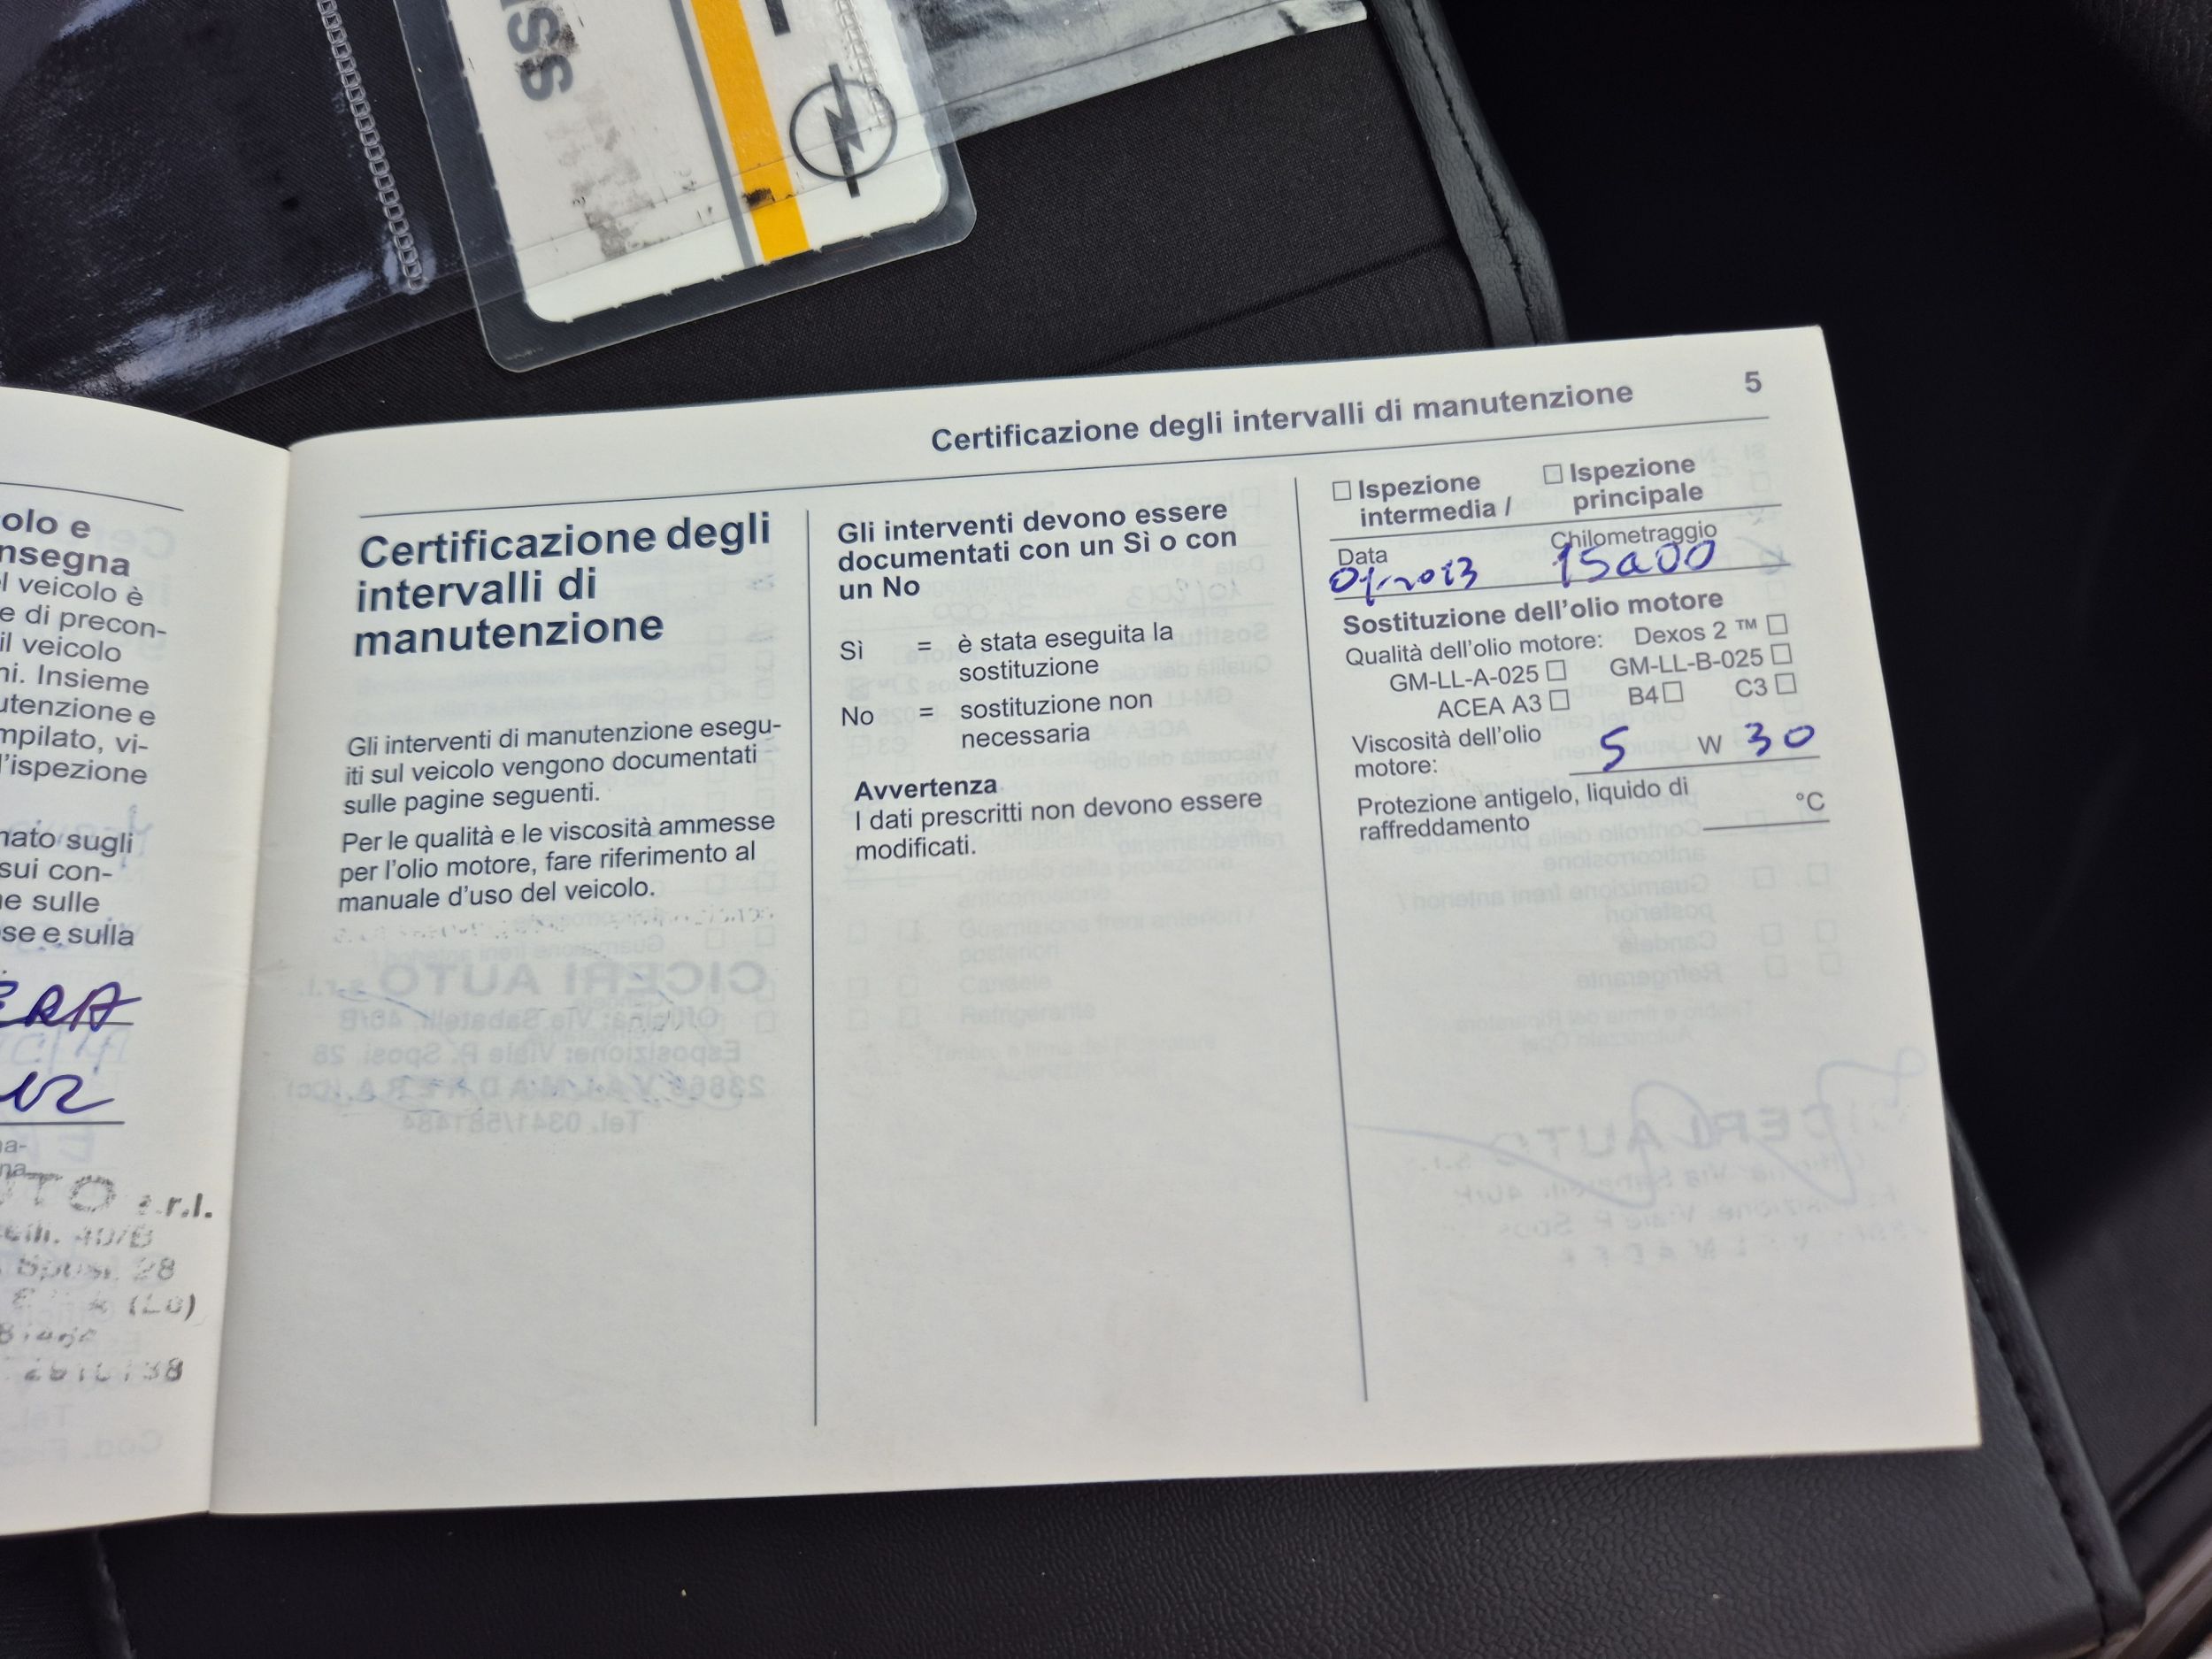 ss
olo e
nsegna
l veicolo è
e di precon-
il veicolo
ni. Insieme
utenzione e
mpilato, vi-
l'ispezione
nato sugli
sui con-
ne sulle
se e sulla
ERA
UTO s.r.l.
Certificazione degli intervalli di manutenzione 5
Certificazione degli
intervalli di
manutenzione
Gli interventi di manutenzione esegu-
iti sul veicolo vengono documentati
sulle pagine seguenti.
Per le qualità e le viscosità ammesse
per l'olio motore, fare riferimento al
manuale d'uso del veicolo.
Gli interventi devono essere
documentati con un Sì o con
un No
Sì = è stata eseguita la
sostituzione
No = sostituzione non
necessaria
Avvertenza
I dati prescritti non devono essere
modificati.
Ispezione intermedia / Ispezione principale
Data Chilometraggio
2013
Sostituzione dell'olio motore
Qualità dell'olio motore: Dexos 2 ™
GM-LL-A-025 GM-LL-B-025
ACEA A3 B4 C3
Viscosità dell'olio
motore: 5 W 30
Protezione antigelo, liquido di
raffreddamento °C